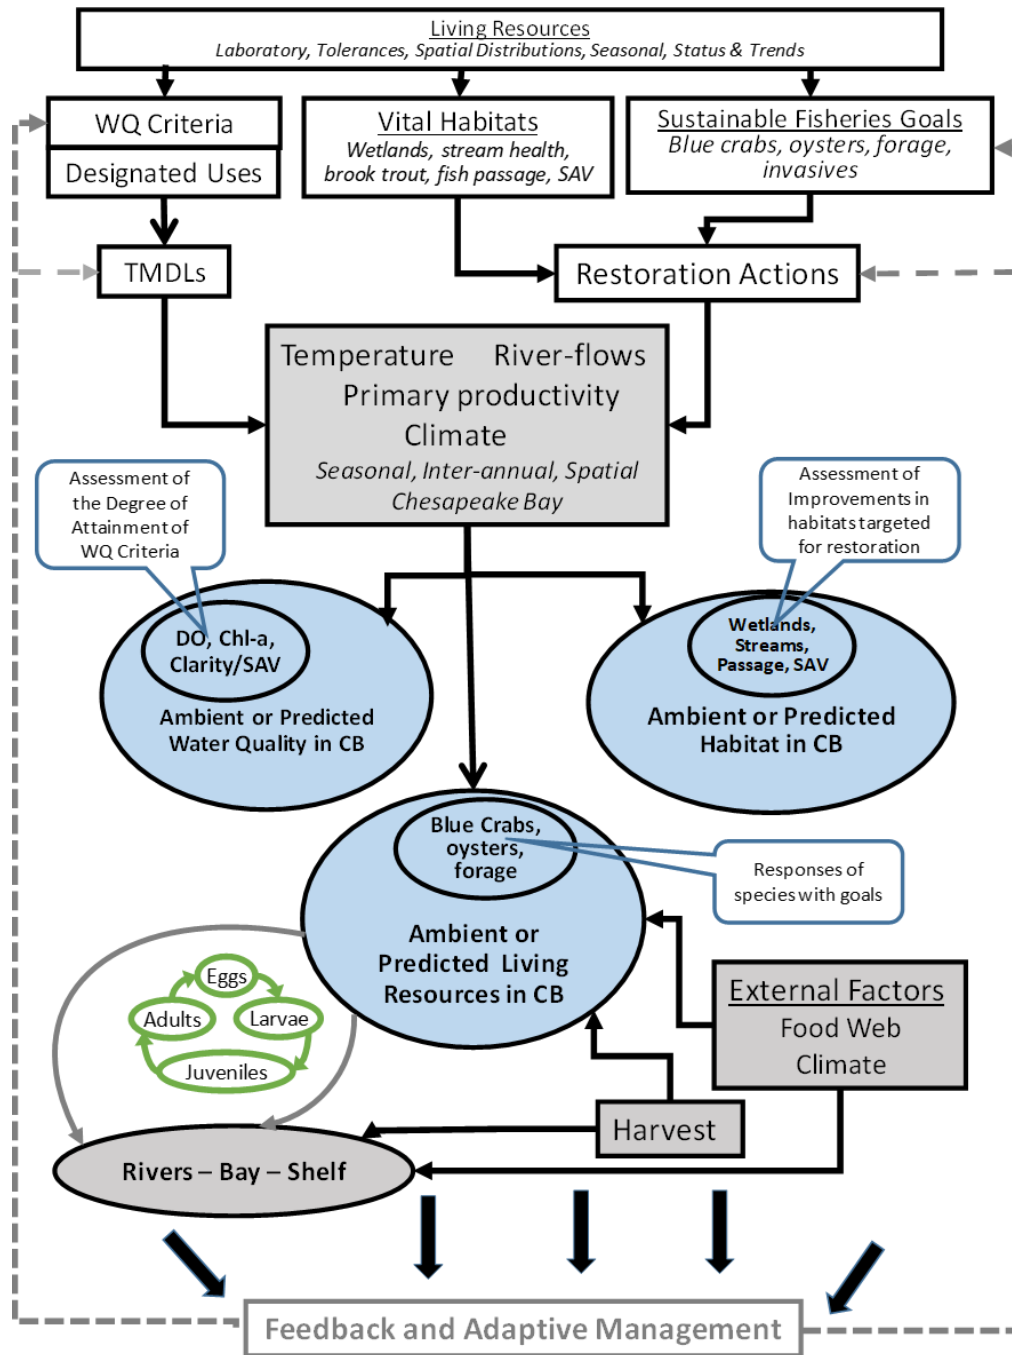 Living Resources
Laboratory, Tolerances, Spatial Distributions, Seasonal, Status & Trends
WQ Criteria
Designated Uses
Vital Habitats
Wetlands, stream health,
brook trout, fish passage, SAV
Sustainable Fisheries Goals
Blue crabs, oysters, forage,
invasives
TMDLs
Restoration Actions
Temperature River-flows
Primary productivity
Climate
Seasonal, Inter-annual, Spatial
Chesapeake Bay
Assessment of
the Degree of
Attainment of
WQ Criteria
Assessment of
Improvements in
habitats targeted
for restoration
DO, Chl-a,
Clarity/SAV
Ambient or Predicted
Water Quality in CB
Wetlands,
Streams,
Passage, SAV
Ambient or Predicted
Habitat in CB
Blue Crabs,
oysters,
forage
Responses of
species with goals
Ambient or
Predicted Living
Resources in CB
Eggs
Adults
Larvae
Juveniles
External Factors
Food Web
Climate
Harvest
Rivers – Bay – Shelf
Feedback and Adaptive Management